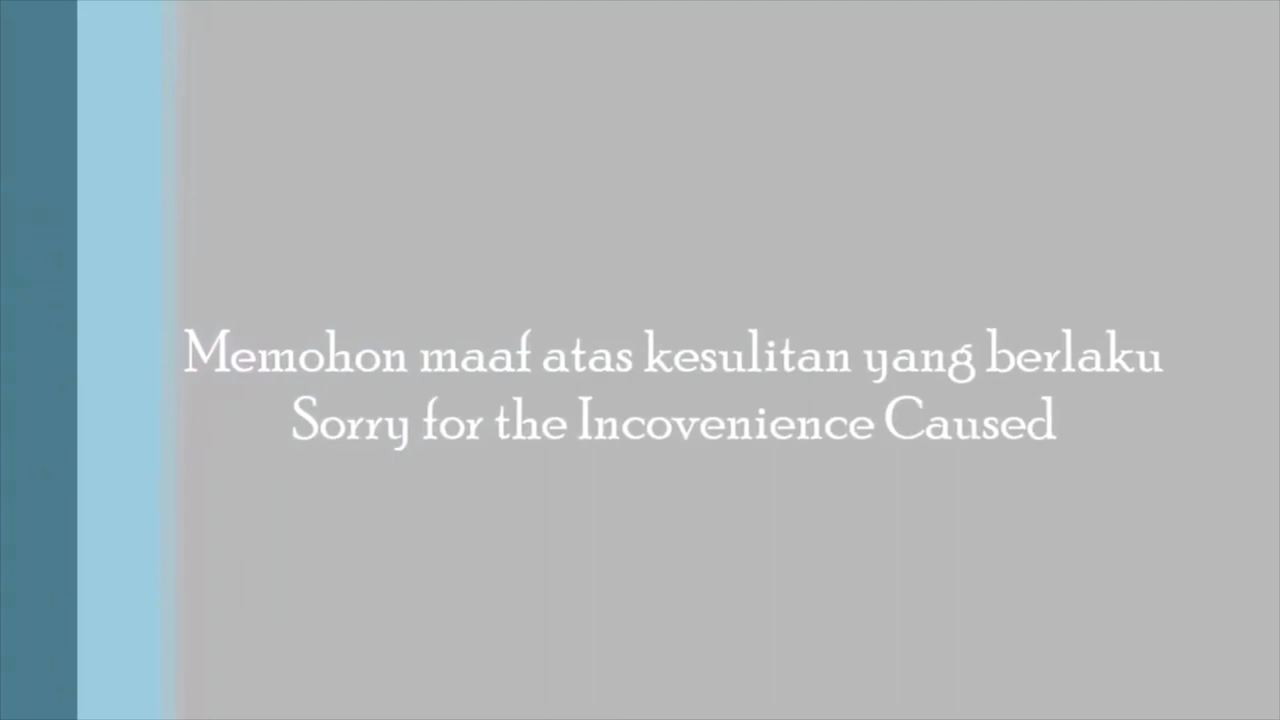 Memohon maaf atas kesulitan yang berlaku
Sorry for the Incovenience Caused